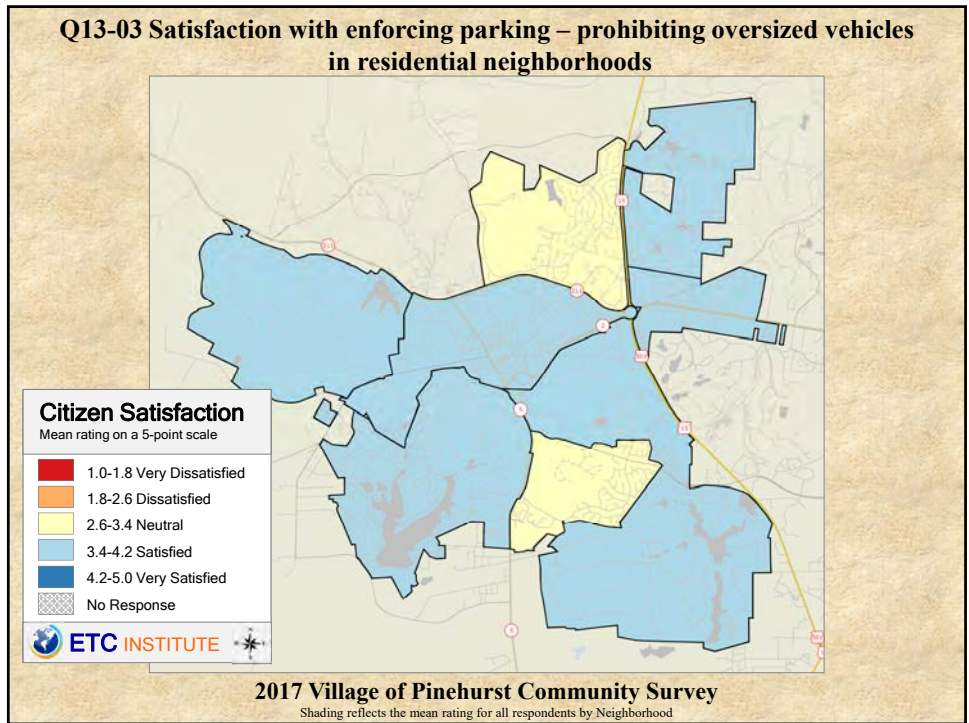 Q13-03 Satisfaction with enforcing parking – prohibiting oversized vehicles
in residential neighborhoods
Citizen Satisfaction
Mean rating on a 5-point scale
1.0-1.8 Very Dissatisfied
1.8-2.6 Dissatisfied
2.6-3.4 Neutral
3.4-4.2 Satisfied
4.2-5.0 Very Satisfied
No Response
ETC INSTITUTE
2017 Village of Pinehurst Community Survey
Shading reflects the mean rating for all respondents by Neighborhood